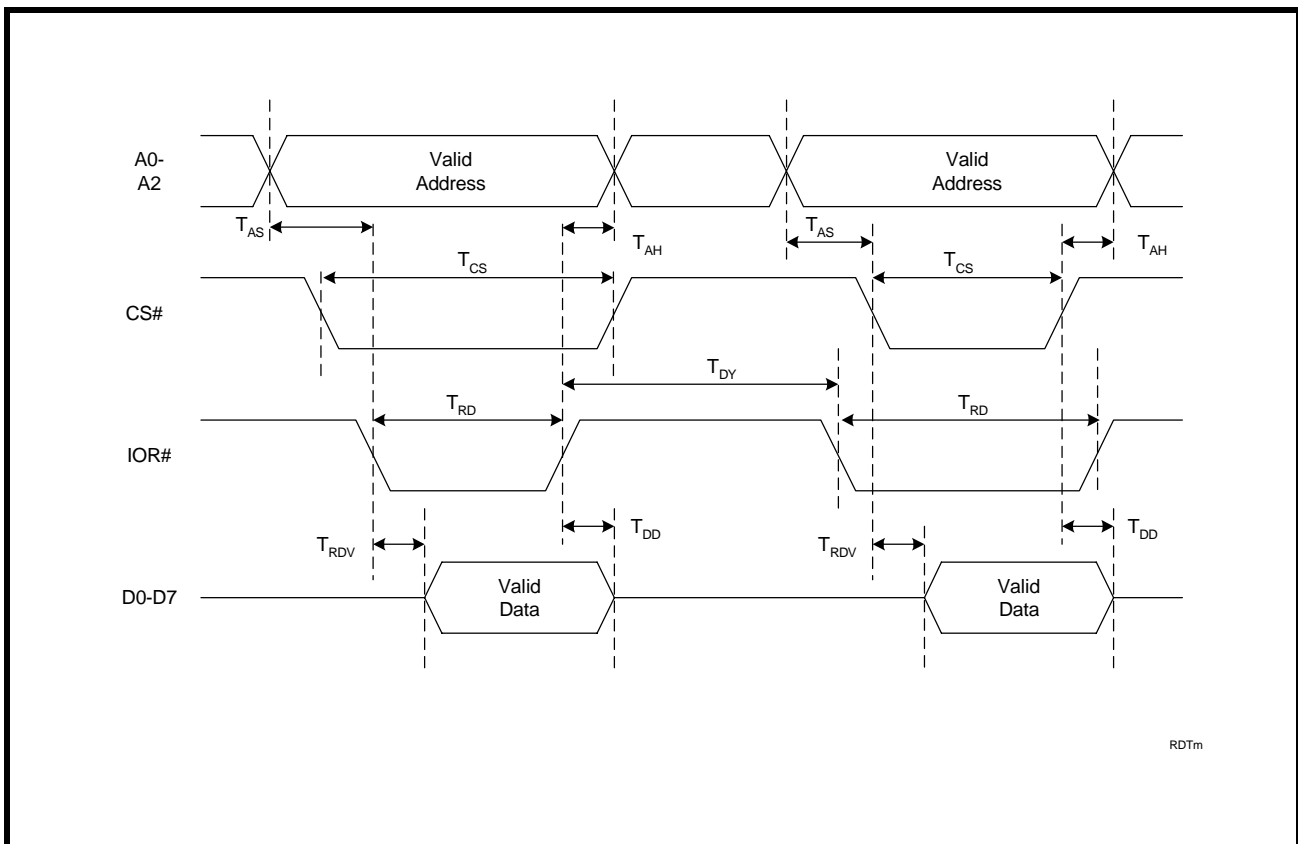 A0-
A2
Valid
Address
Valid
Address
TAS
TAH
TAS
TAH
TCS
TCS
CS#
TDY
TRD
TRD
IOR#
TRDV
TDD
TRDV
TDD
D0-D7
Valid
Data
Valid
Data
RDTm